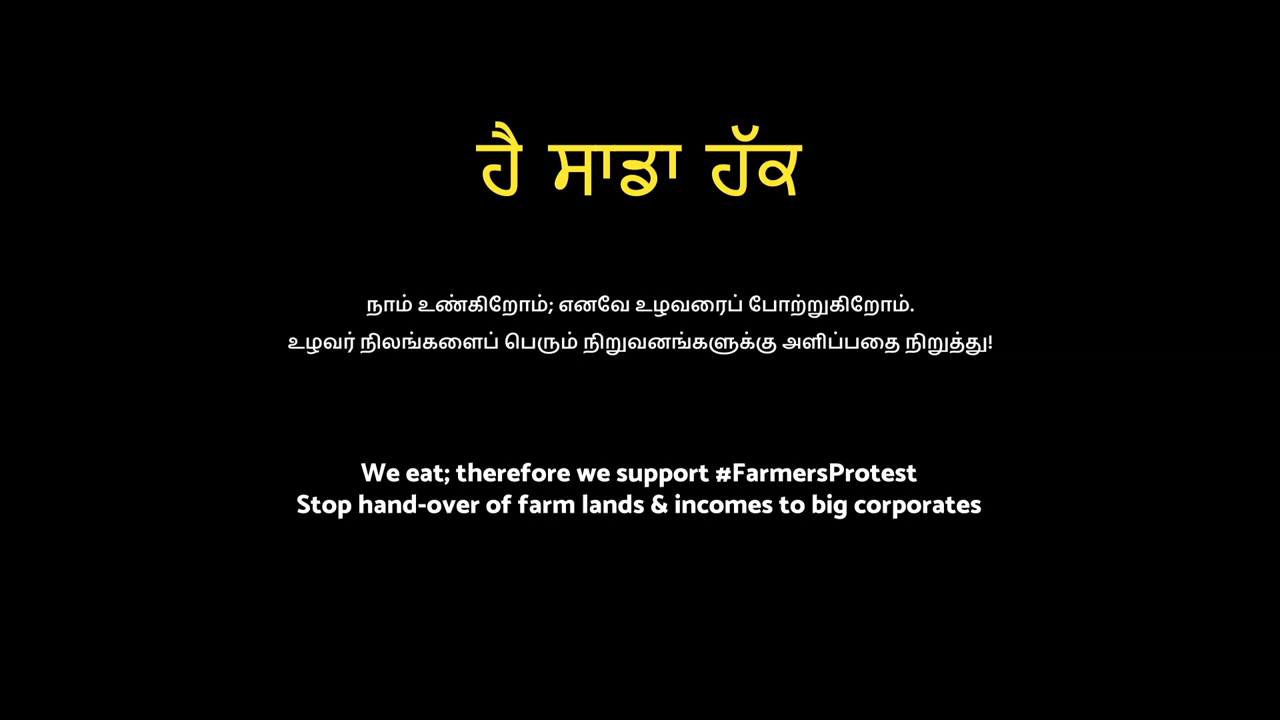 ਹੈ ਸਾਡਾ ਹੱਕ
நாம் உண்கிறோம்; எனவே உழவரைப் போற்றுகிறோம்.
உழவர் நிலங்களைப் பெரும் நிறுவனங்களுக்கு அளிப்பதை நிறுத்து!
We eat; therefore we support #FarmersProtest
Stop hand-over of farm lands & incomes to big corporates